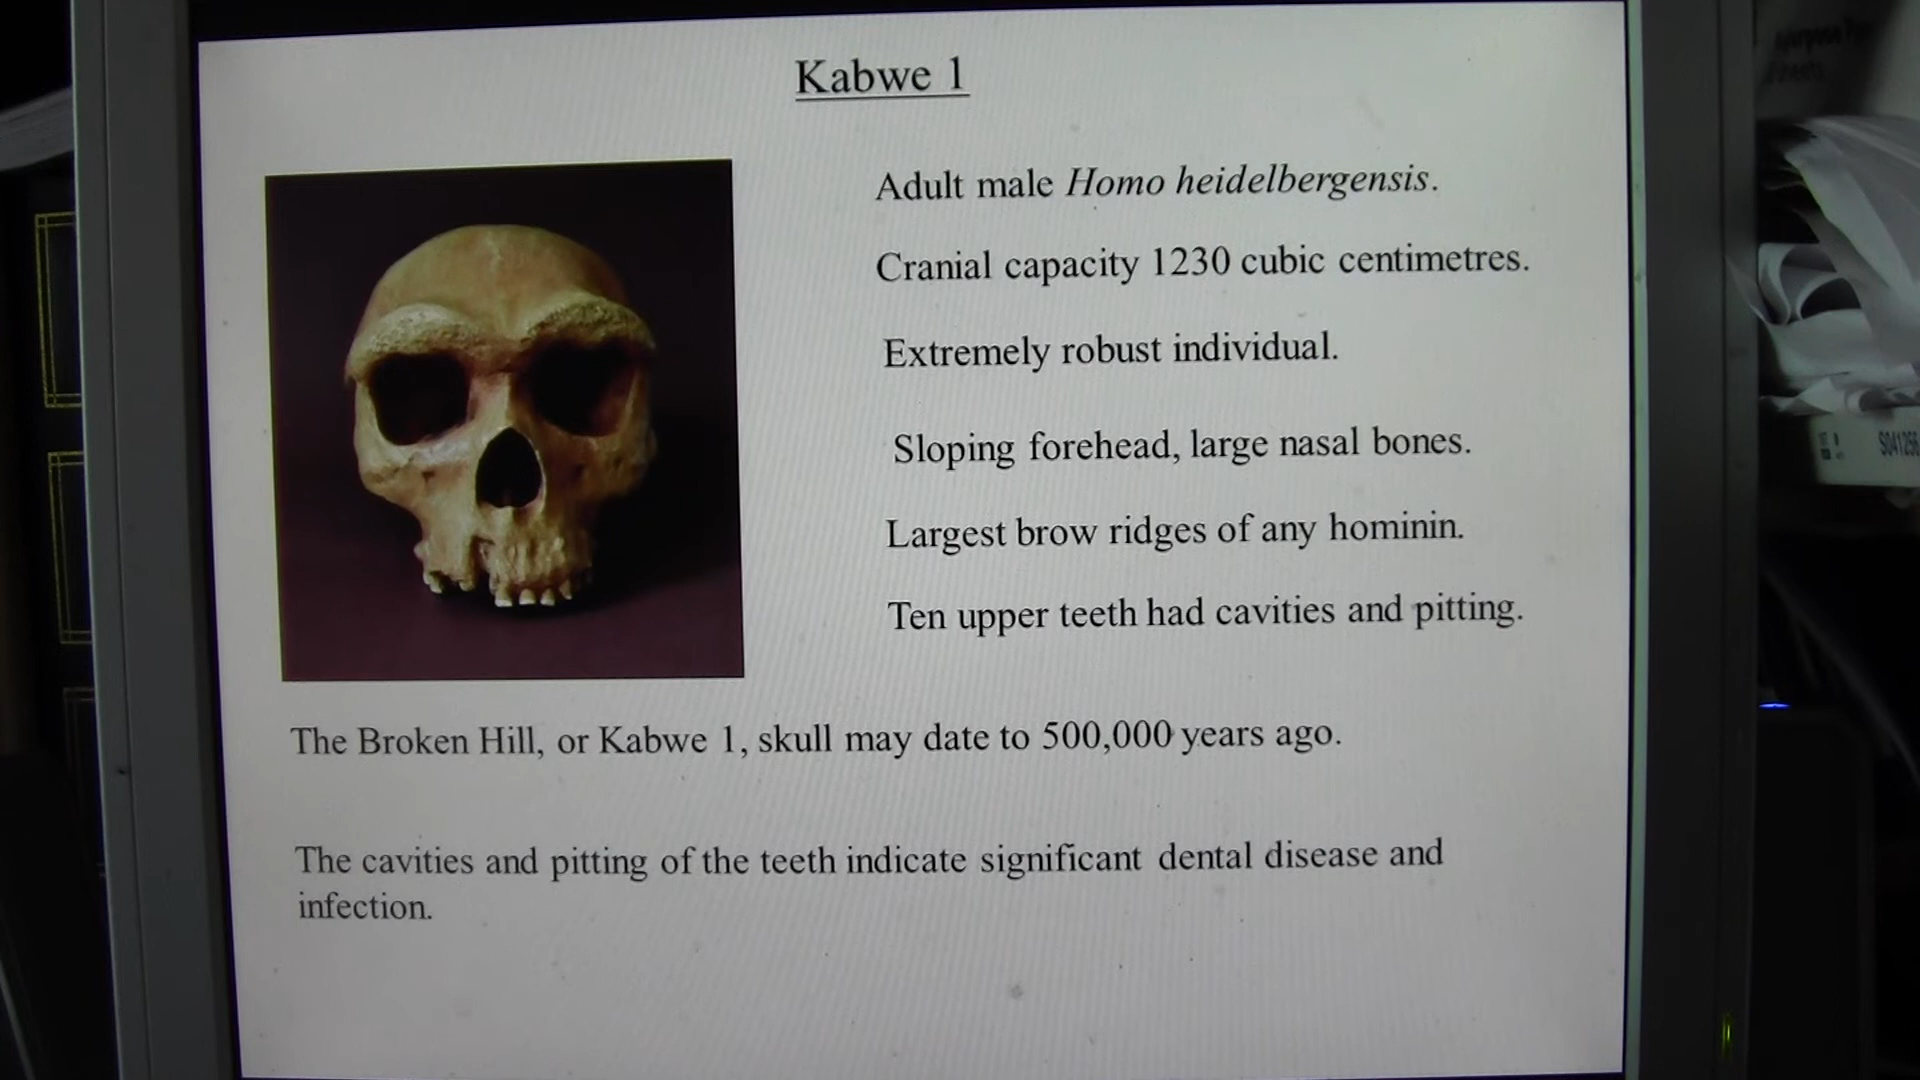 Kabwe 1
Adult male Homo heidelbergensis.
Cranial capacity 1230 cubic centimetres.
Extremely robust individual.
Sloping forehead, large nasal bones.
Largest brow ridges of any hominin.
Ten upper teeth had cavities and pitting.
The Broken Hill, or Kabwe 1, skull may date to 500,000 years ago.
The cavities and pitting of the teeth indicate significant dental disease and
infection.
S041256